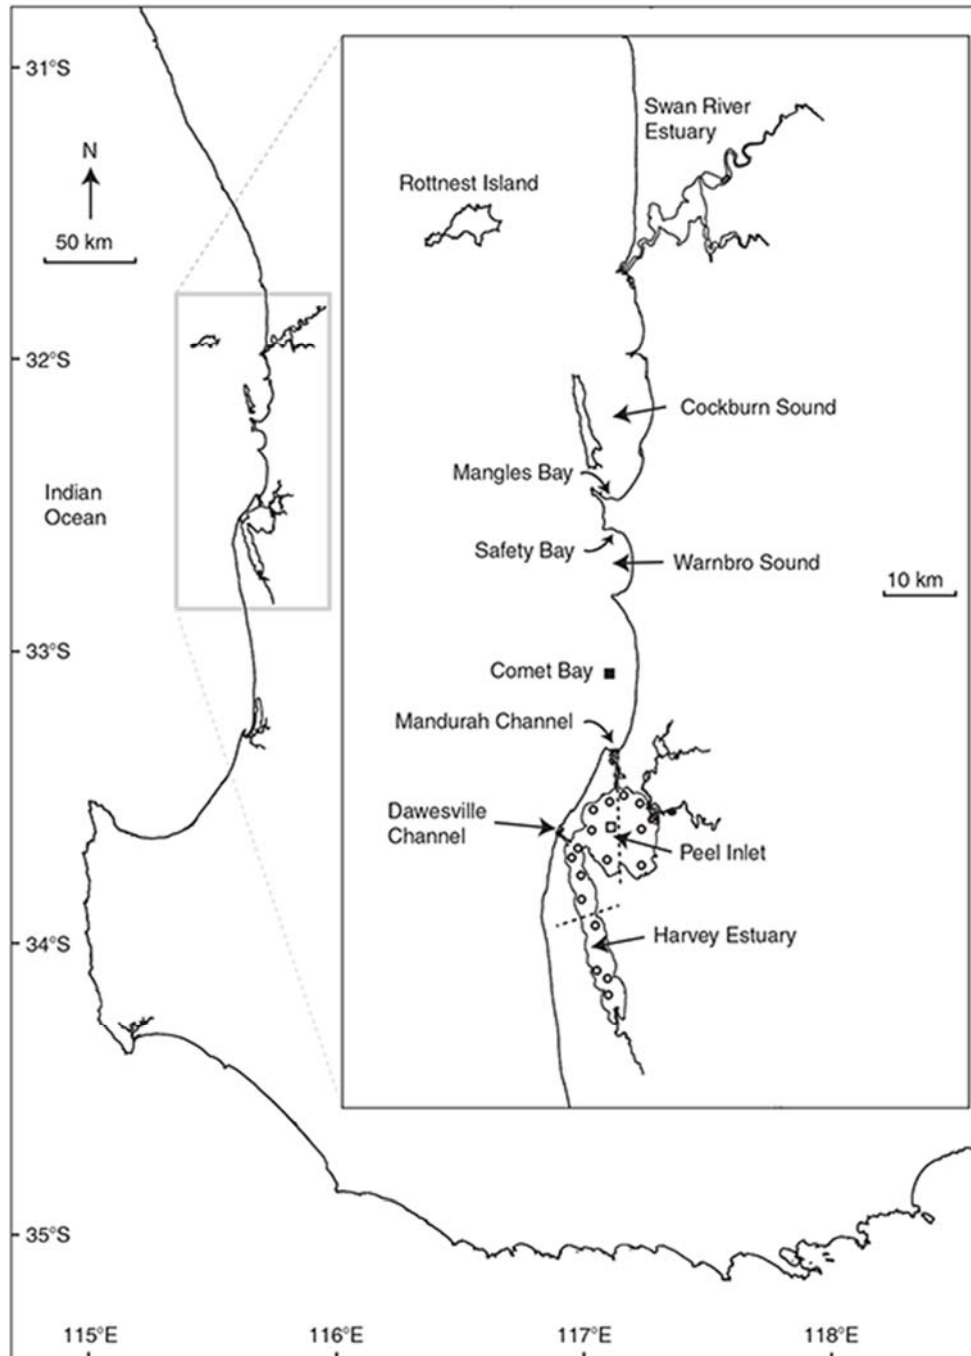 31°S
N
50 km
32°S
Indian
Ocean
33°S
34°S
35°S
115°E
116°E
117°E
118°E
Swan River
Estuary
Rottnest Island
Cockburn Sound
Mangles Bay
Safety Bay
Warnbro Sound
10 km
Comet Bay
Mandurah Channel
Dawesville
Channel
Peel Inlet
Harvey Estuary